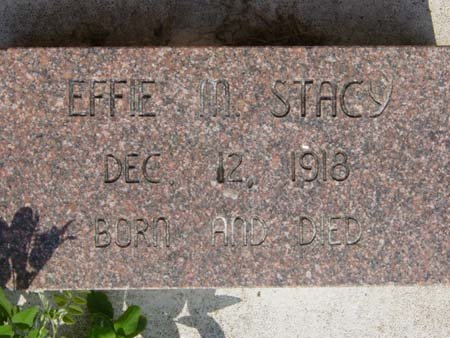 EFFIE M. STACY
DEC. 12, 1918
BORN AND DIED